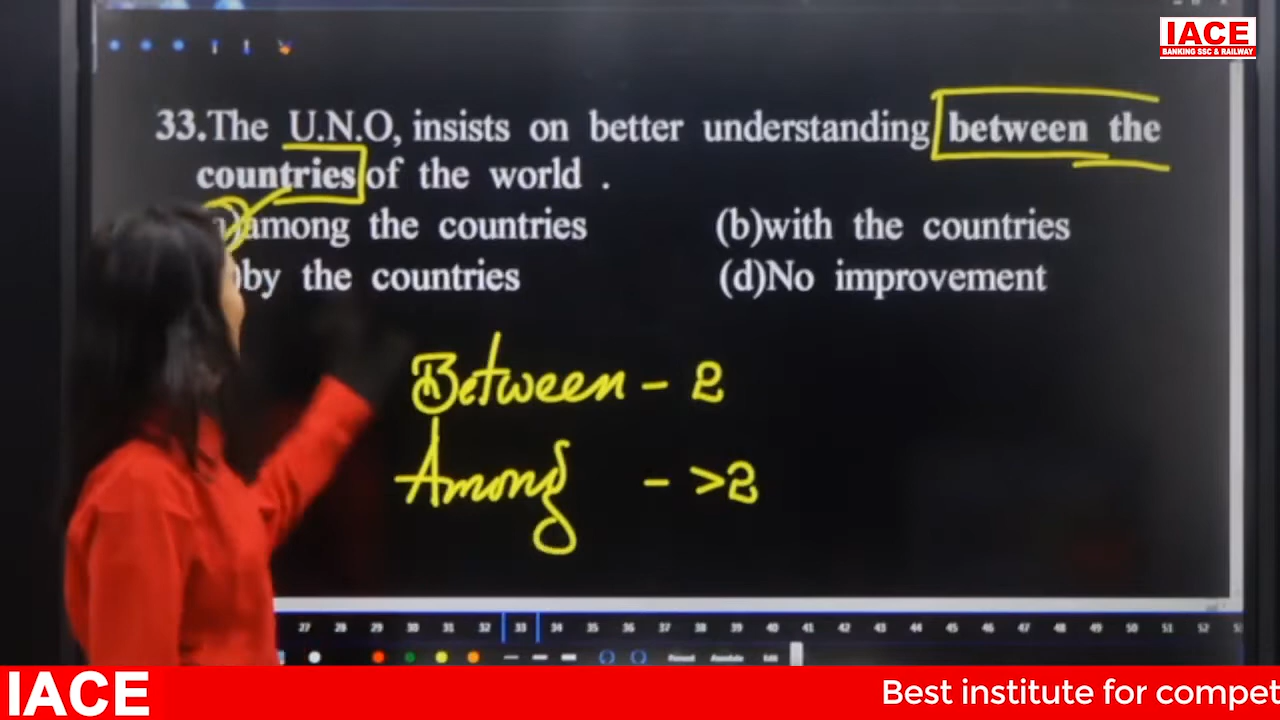 IACE
BANKING SSC & RAILWAY
33.The U.N.O, insists on better understanding between the
countries of the world .
a)among the countries
(b)with the countries
)by the countries
(d)No improvement
Between - 2
Among - >2
27 28 29 30 31 32 33 34 35 36 37 38 39 40 41 42 43 44 45 46 47 48 49 50 51 52
IACE
Best institute for compet